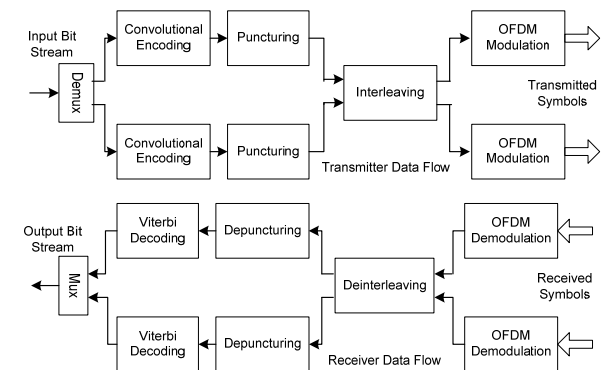 Input Bit
Stream
Demux
Convolutional
Encoding
Puncturing
Interleaving
OFDM
Modulation
Transmitted
Symbols
Convolutional
Encoding
Puncturing
Transmitter Data Flow
OFDM
Modulation
Output Bit
Stream
Mux
Viterbi
Decoding
Depuncturing
Deinterleaving
OFDM
Demodulation
Received
Symbols
Viterbi
Decoding
Depuncturing
Receiver Data Flow
OFDM
Demodulation